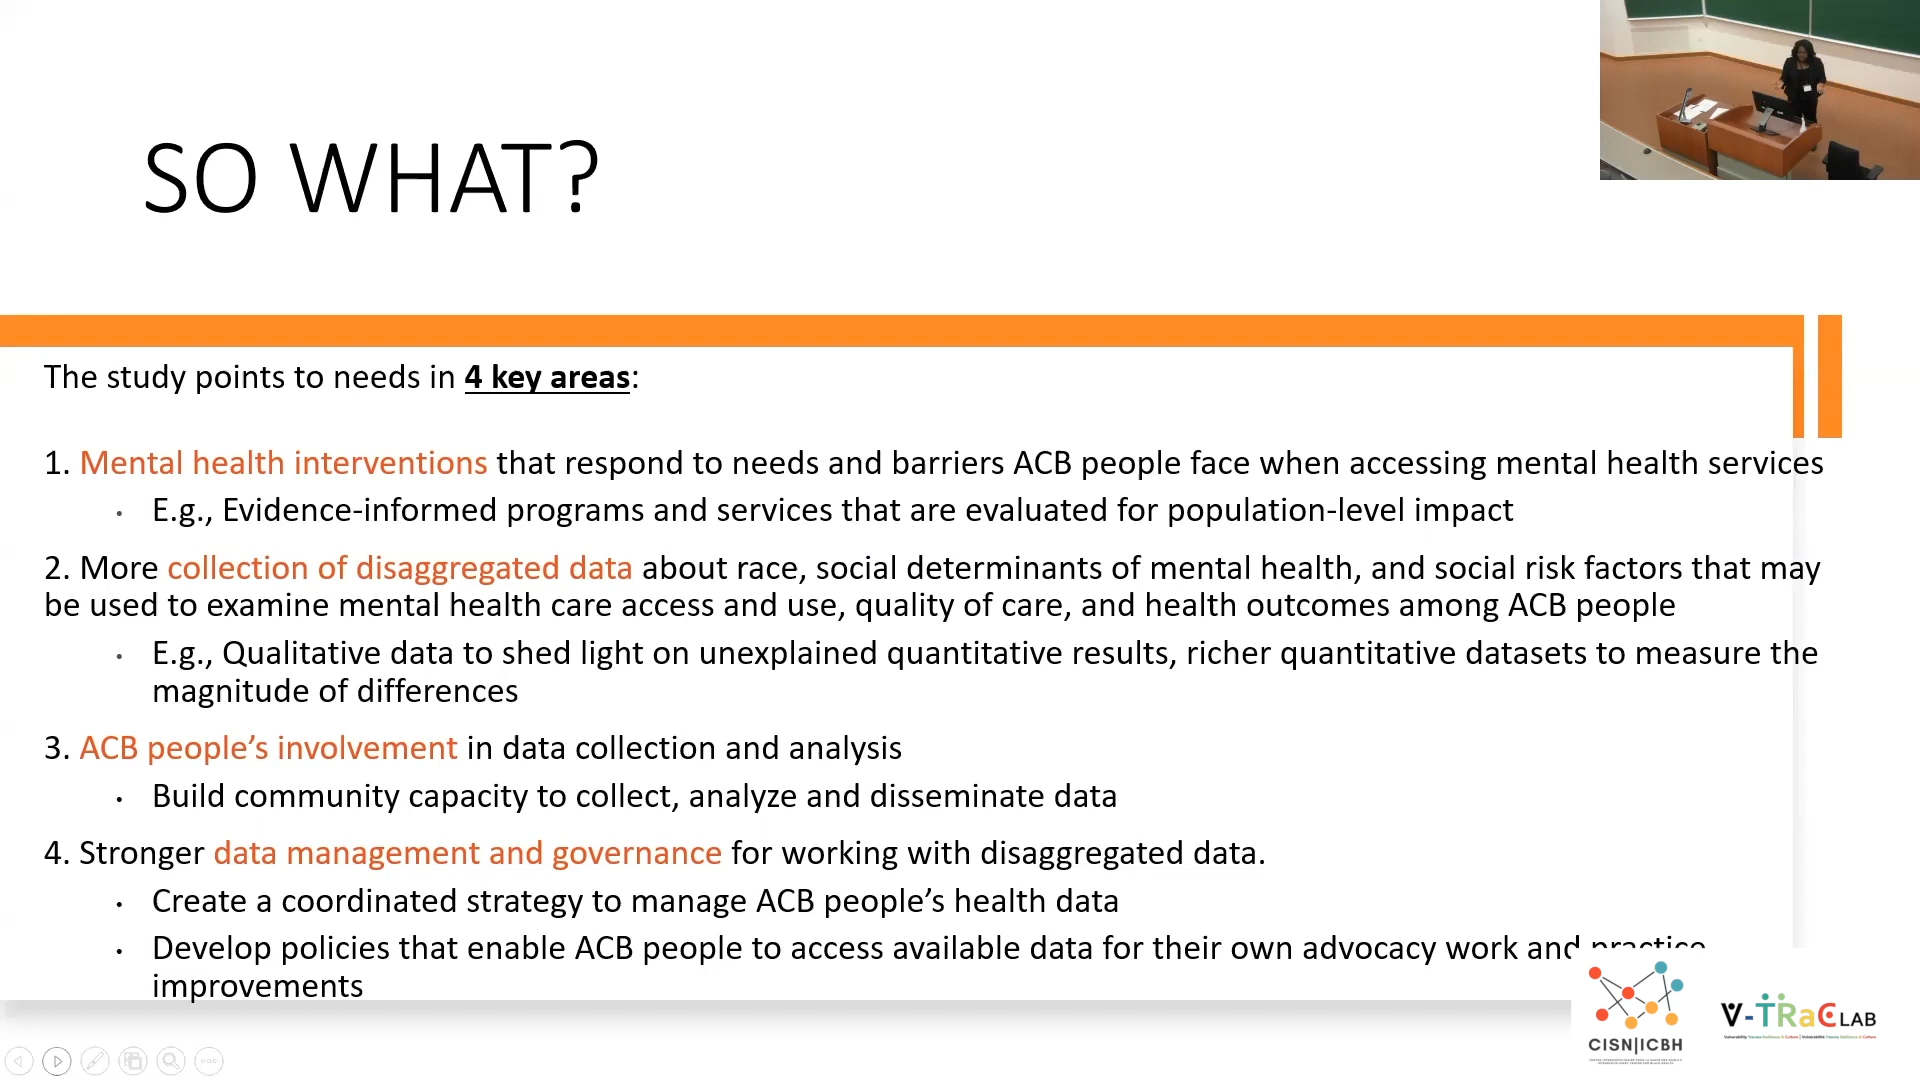 SO WHAT?
The study points to needs in 4 key areas:
1. Mental health interventions that respond to needs and barriers ACB people face when accessing mental health services
• E.g., Evidence-informed programs and services that are evaluated for population-level impact
2. More collection of disaggregated data about race, social determinants of mental health, and social risk factors that may
be used to examine mental health care access and use, quality of care, and health outcomes among ACB people
• E.g., Qualitative data to shed light on unexplained quantitative results, richer quantitative datasets to measure the
magnitude of differences
3. ACB people’s involvement in data collection and analysis
• Build community capacity to collect, analyze and disseminate data
4. Stronger data management and governance for working with disaggregated data.
• Create a coordinated strategy to manage ACB people’s health data
• Develop policies that enable ACB people to access available data for their own advocacy work and practice
improvements
CISN|ICBH
V-TRaC LAB